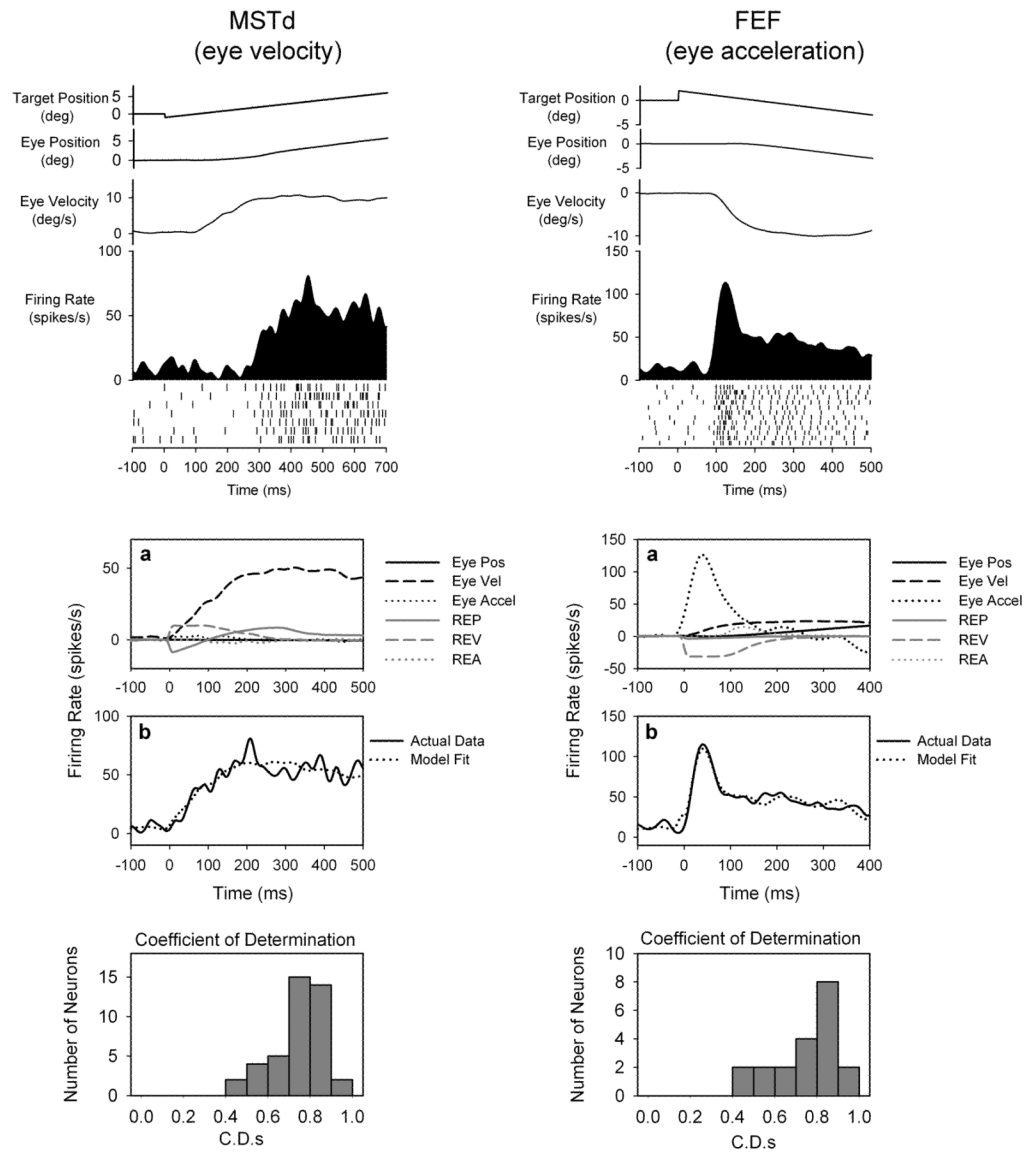 MSTd
(eye velocity)
Target Position
(deg)
5
0
Eye Position
(deg)
5
0
Eye Velocity
(deg/s)
10
0
Firing Rate
(spikes/s)
100
50
0
-100 0 100 200 300 400 500 600 700
Time (ms)
FEF
(eye acceleration)
Target Position
(deg)
0
-5
Eye Position
(deg)
0
-5
Eye Velocity
(deg/s)
0
-10
Firing Rate
(spikes/s)
150
100
50
0
-100 0 100 200 300 400 500
Time (ms)
Firirng Rate (spikes/s)
a
50
0
-100 0 100 200 300 400 500
Eye Pos
Eye Vel
Eye Accel
REP
REV
REA
b
100
50
0
-100 0 100 200 300 400 500
Time (ms)
Actual Data
Model Fit
Firing Rate (spikes/s)
a
150
100
50
0
-50
-100 0 100 200 300 400
Eye Pos
Eye Vel
Eye Accel
REP
REV
REA
b
150
100
50
0
-100 0 100 200 300 400
Time (ms)
Actual Data
Model Fit
Coefficient of Determination
Number of Neurons
15
10
5
0
0.0 0.2 0.4 0.6 0.8 1.0
C.D.s
Coefficient of Determination
Number of Neurons
10
8
6
4
2
0
0.0 0.2 0.4 0.6 0.8 1.0
C.D.s